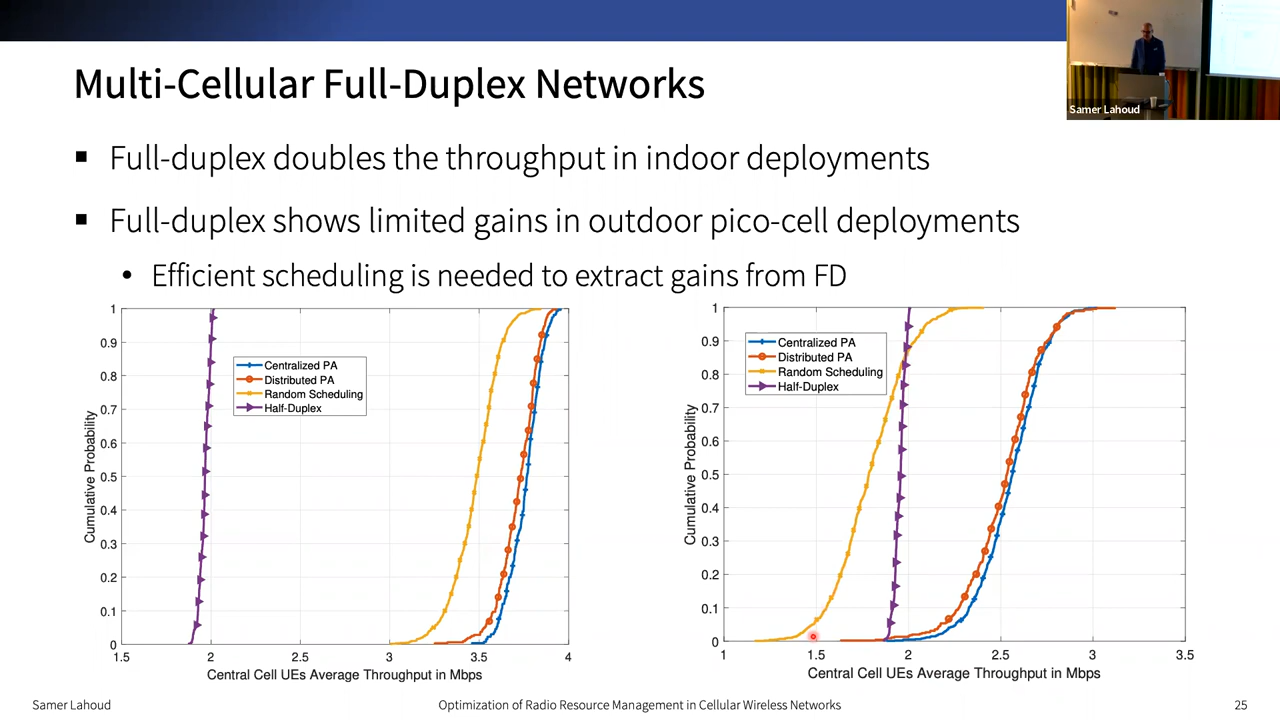 Samer Lahoud
Multi-Cellular Full-Duplex Networks
▪ Full-duplex doubles the throughput in indoor deployments
▪ Full-duplex shows limited gains in outdoor pico-cell deployments
• Efficient scheduling is needed to extract gains from FD
1
0.9
0.8
0.7
0.6
0.5
0.4
0.3
0.2
0.1
0
Cumulative Probability
Centralized PA
Distributed PA
Random Scheduling
Half-Duplex
1.5 2 2.5 3 3.5 4
Central Cell UEs Average Throughput in Mbps
1
0.9
0.8
0.7
0.6
0.5
0.4
0.3
0.2
0.1
0
Cumulative Probability
Centralized PA
Distributed PA
Random Scheduling
Half-Duplex
1 1.5 2 2.5 3 3.5
Central Cell UEs Average Throughput in Mbps
Samer Lahoud
Optimization of Radio Resource Management in Cellular Wireless Networks
25